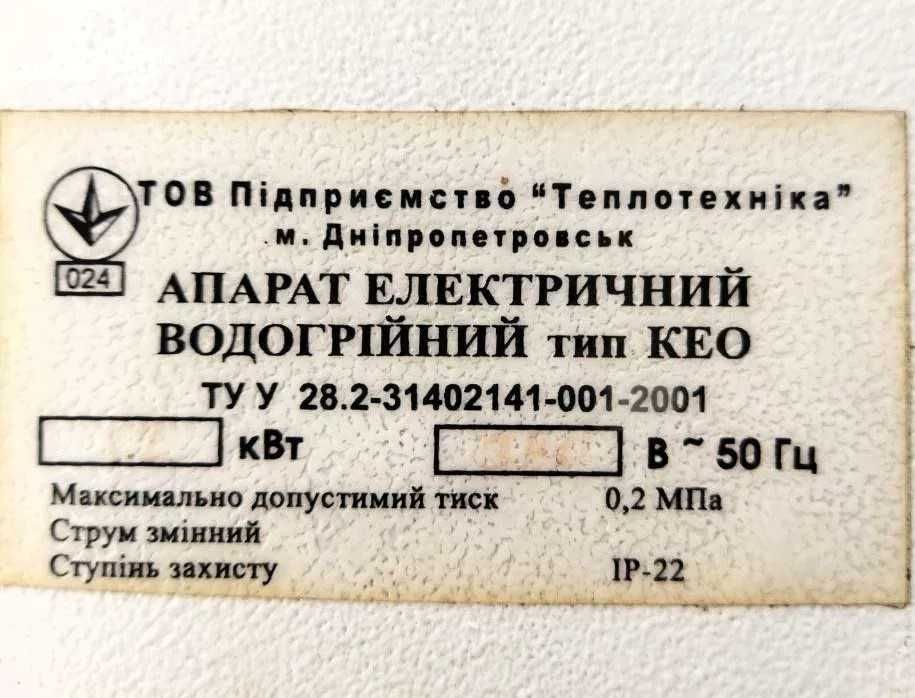 ТОВ Підприємство "Теплотехніка"
м. Дніпропетровськ
024
АПАРАТ ЕЛЕКТРИЧНИЙ
ВОДОГРІЙНИЙ тип КЕО
ТУ У 28.2-31402141-001-2001
кВт В ~ 50 Гц
Максимально допустимий тиск 0,2 МПа
Струм змінний
Ступінь захисту IP-22